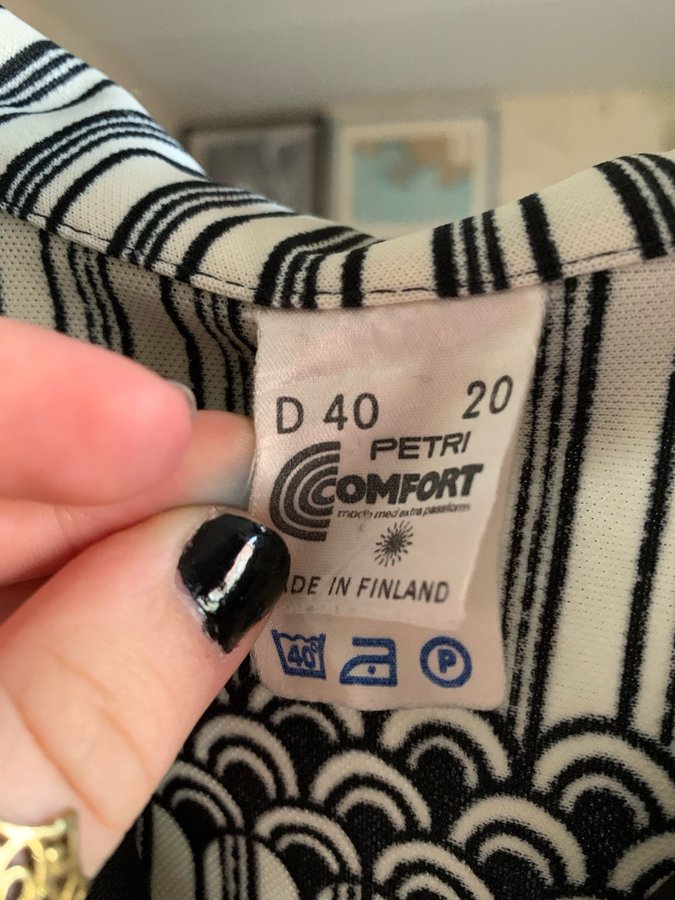 D 40 20
PETRI
COMFORT
mode med extra passform
ADE IN FINLAND
40°
P